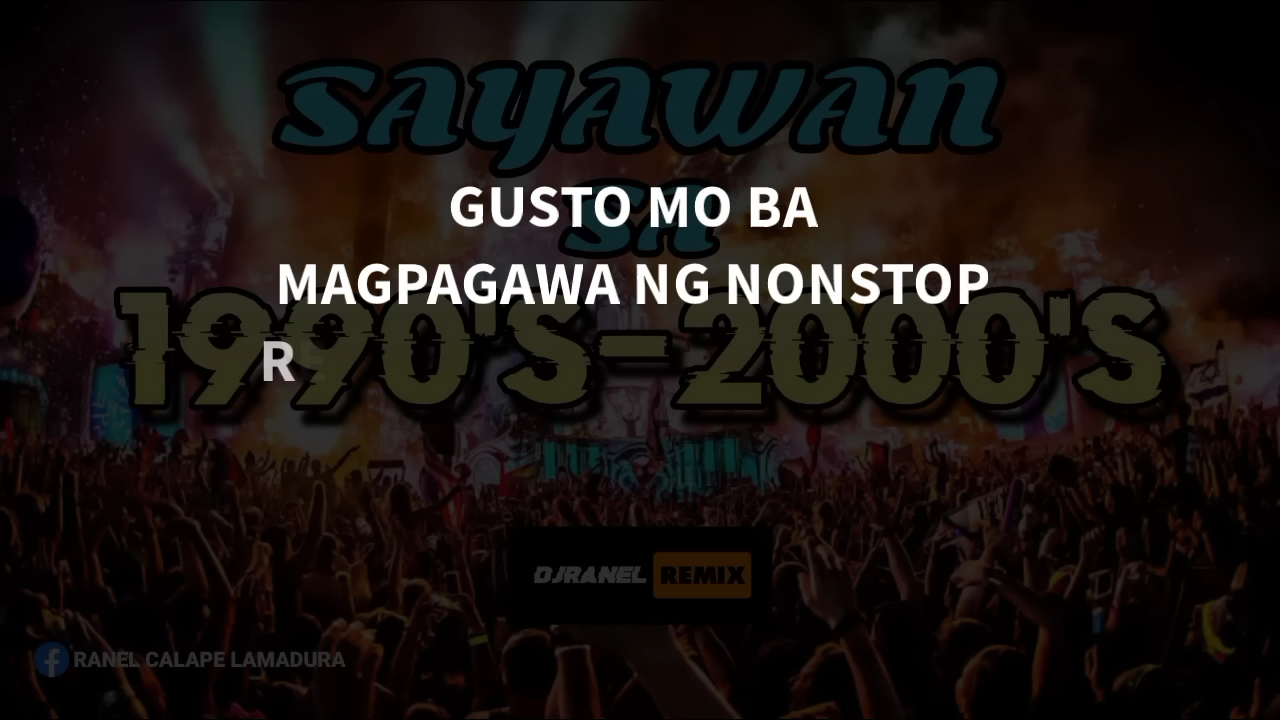 SAYAWAN
SA
GUSTO MO BA
MAGPAGAWA NG NONSTOP
R
1990'S-2000'S
DJRANEL REMIX
RANEL CALAPE LAMADURA